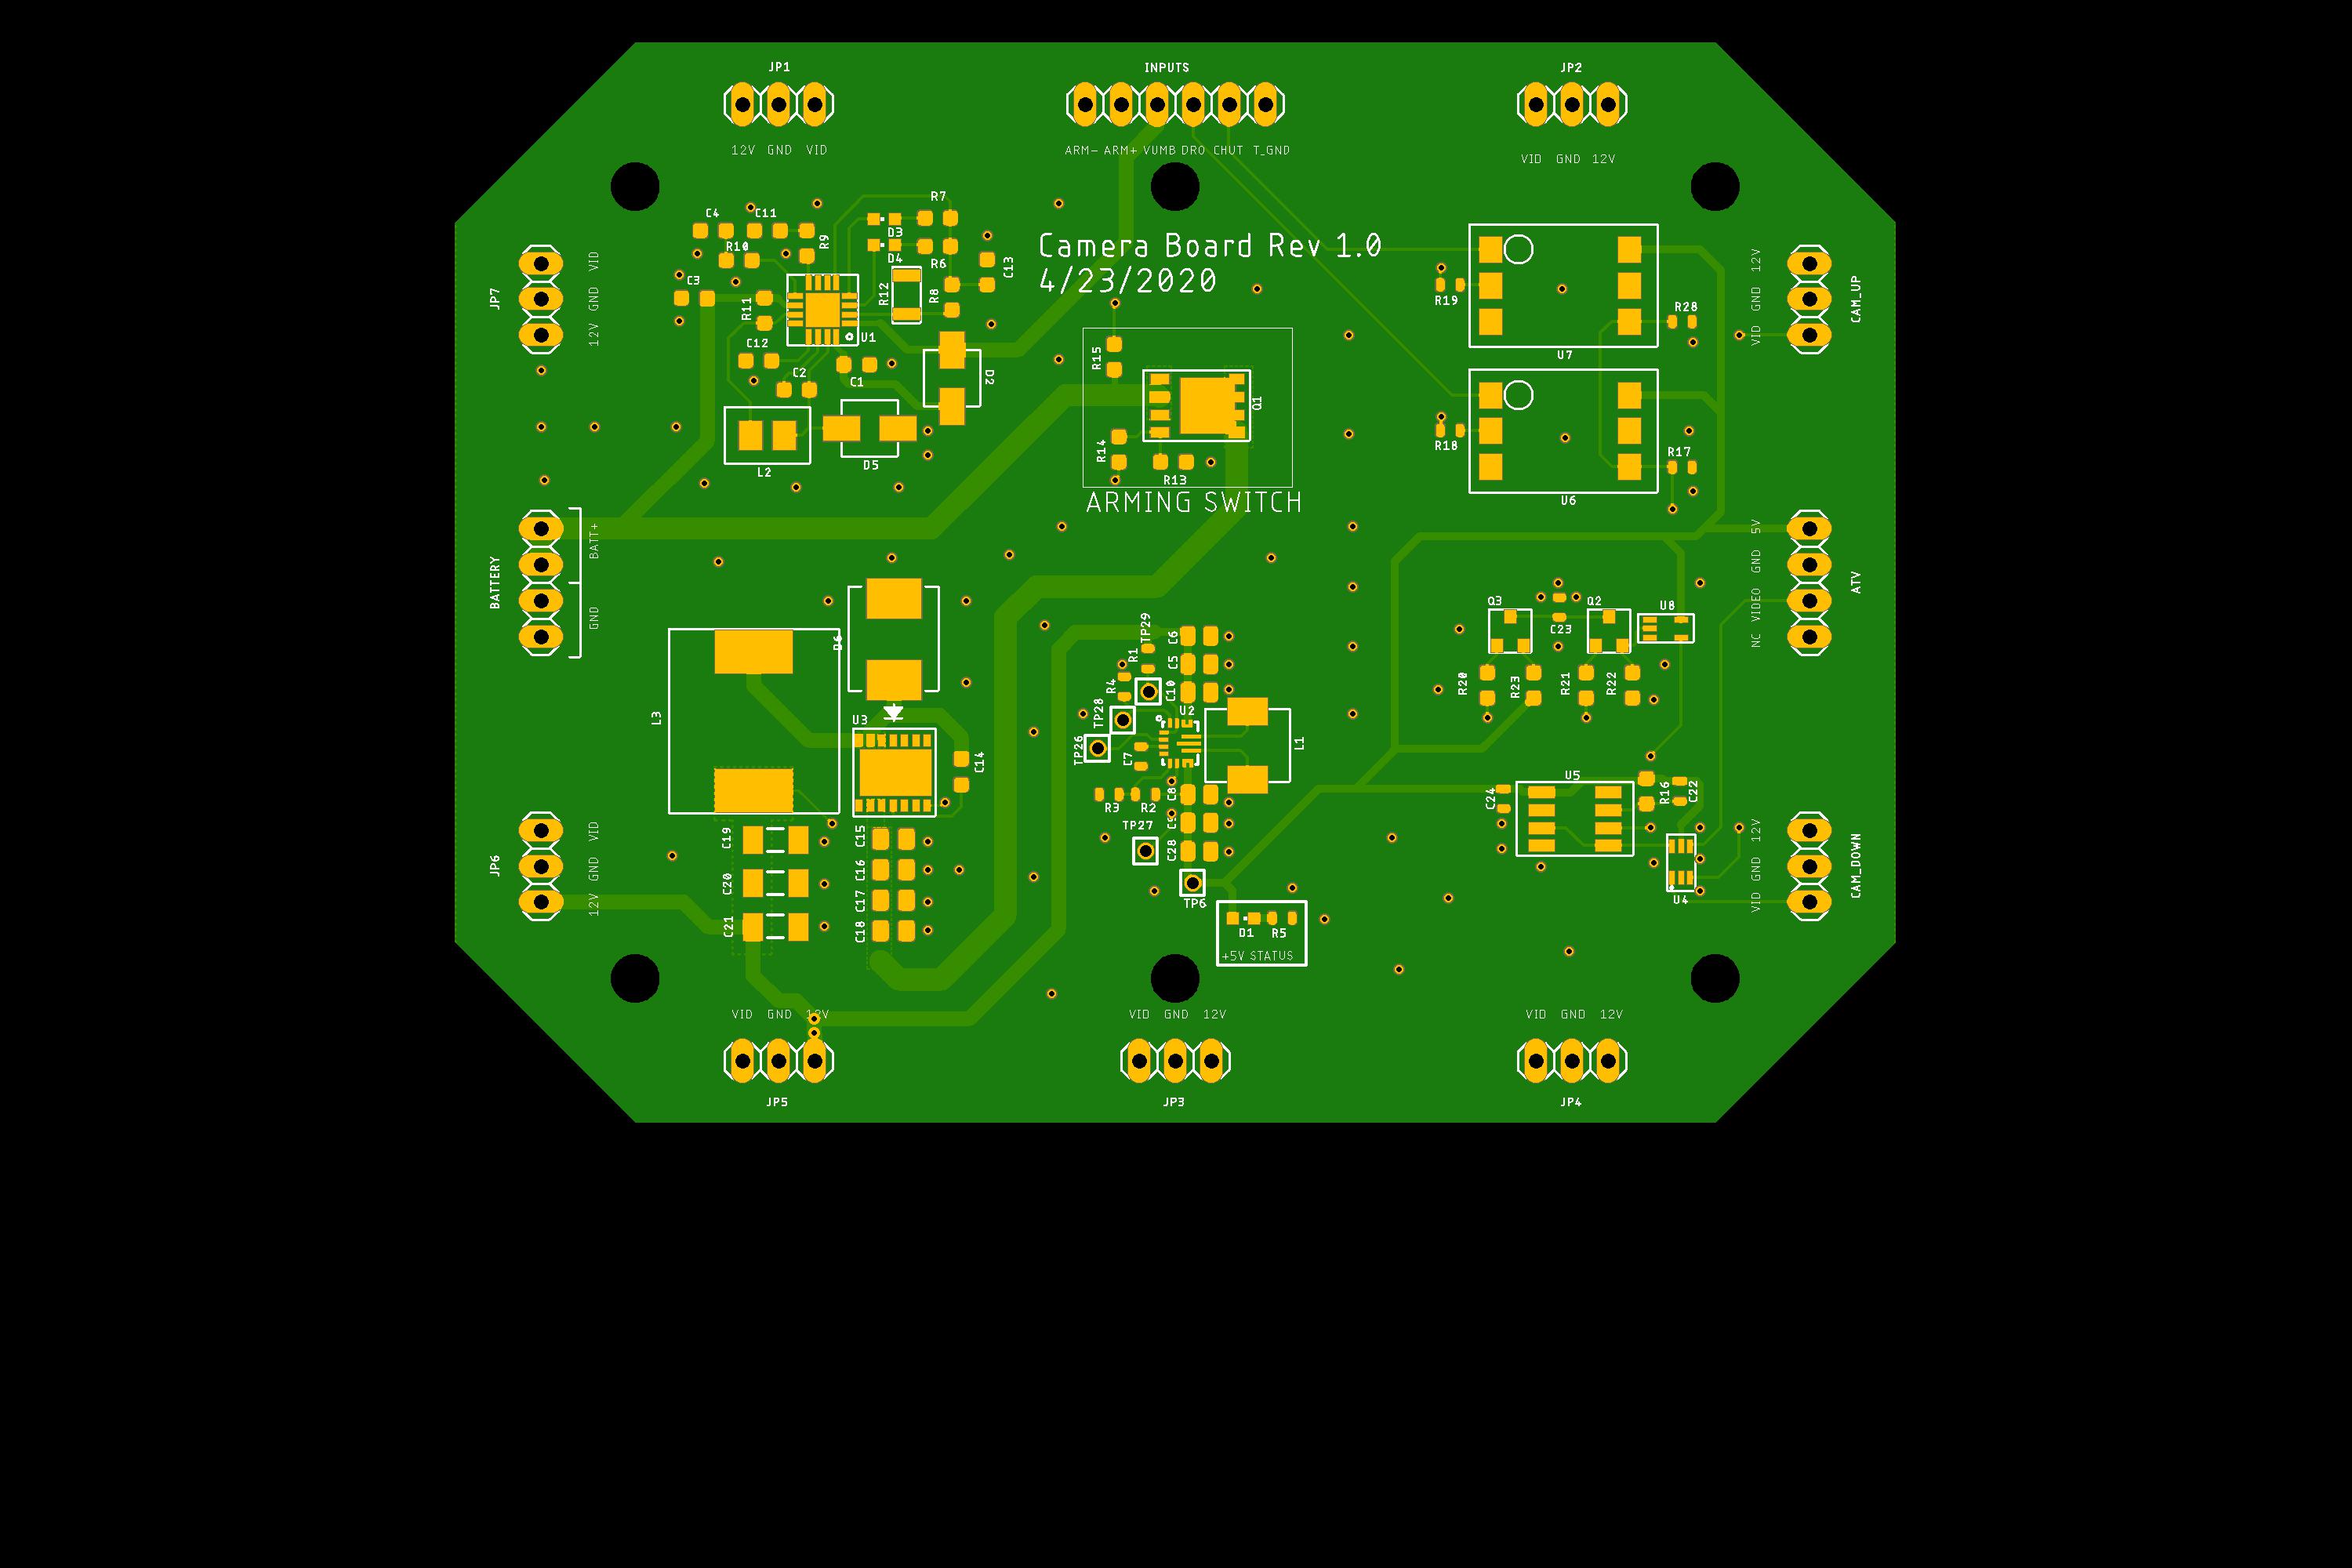 JP1
INPUTS
JP2
12V GND VID
ARM- ARM+ VUMB DRO CHUT T_GND
VID GND 12V
R7
C4 C11
D3
R9
R10
D4
R6
C13
Camera Board Rev 1.0
4/23/2020
C3
R11
R12
R8
U1
C12
C2
C1
D2
L2
D5
JP7
12V GND VID
R15
Q1
R14
R13
ARMING SWITCH
R19
R28
U7
R18
R17
U6
CAM_UP
VID GND 12V
BATTERY
GND BATT+
ATV
NC VIDEO GND 5V
L3
U3
C14
TP29
R1
R4
C6
C5
C10
TP28
TP26
U2
C7
L1
R3
R2
C8
TP27
C28
TP6
D1
R5
+5V STATUS
Q3
C23
Q2
U8
R20
R23
R21
R22
U5
C24
R16
C22
U4
CAM_DOWN
VID GND 12V
JP6
12V GND VID
C19
C20
C21
C15
C16
C17
C18
VID GND 12V
VID GND 12V
VID GND 12V
JP5
JP3
JP4